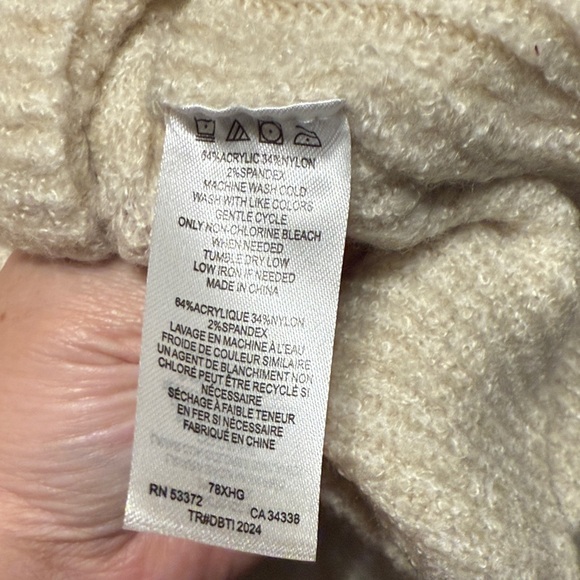 64%ACRYLIC 34%NYLON
2%SPANDEX
MACHINE WASH COLD
WASH WITH LIKE COLORS
GENTLE CYCLE
ONLY NON-CHLORINE BLEACH
WHEN NEEDED
TUMBLE DRY LOW
LOW IRON IF NEEDED
MADE IN CHINA
64%ACRYLIQUE 34%NYLON
2%SPANDEX
LAVAGE EN MACHINE À L'EAU
FROIDE DE COULEUR SIMILAIRE
UN AGENT DE BLANCHIMENT NON
CHLORÉ PEUT ÊTRE RECYCLÉ SI
NÉCESSAIRE
SÉCHAGE À FAIBLE TENEUR
EN FER SI NÉCESSAIRE
FABRIQUÉ EN CHINE
78XHG
RN 53372 CA 34338
TR#DBTI 2024